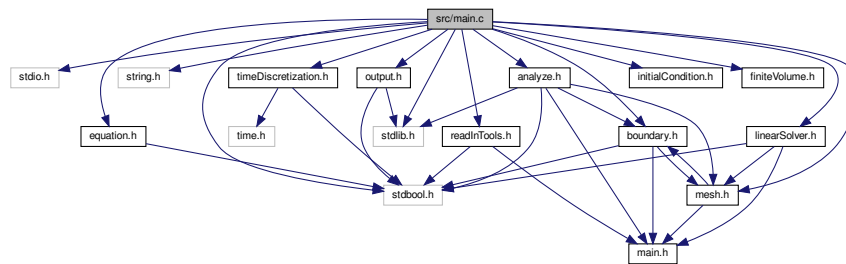 src/main.c
stdio.h
string.h
timeDiscretization.h
output.h
analyze.h
initialCondition.h
finiteVolume.h
equation.h
time.h
stdlib.h
readInTools.h
boundary.h
linearSolver.h
stdbool.h
mesh.h
main.h